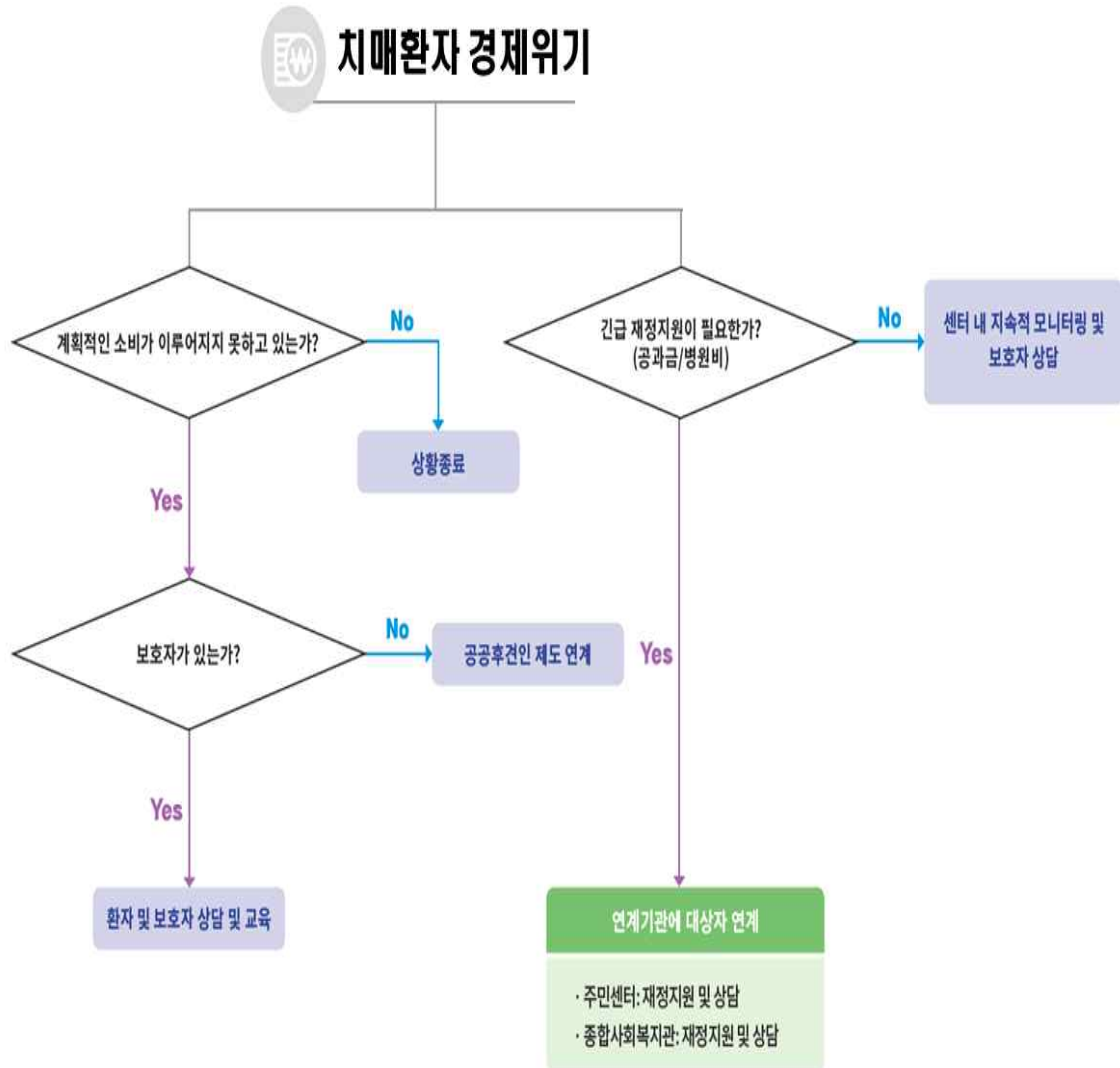 치매환자 경제위기
계획적인 소비가 이루어지지 못하고 있는가?
No
긴급 재정지원이 필요한가?
(공과금/병원비)
No
센터 내 지속적 모니터링 및
보호자 상담
상황종료
Yes
보호자가 있는가?
No
공공후견인 제도 연계
Yes
Yes
환자 및 보호자 상담 및 교육
연계기관에 대상자 연계
· 주민센터: 재정지원 및 상담
· 종합사회복지관: 재정지원 및 상담